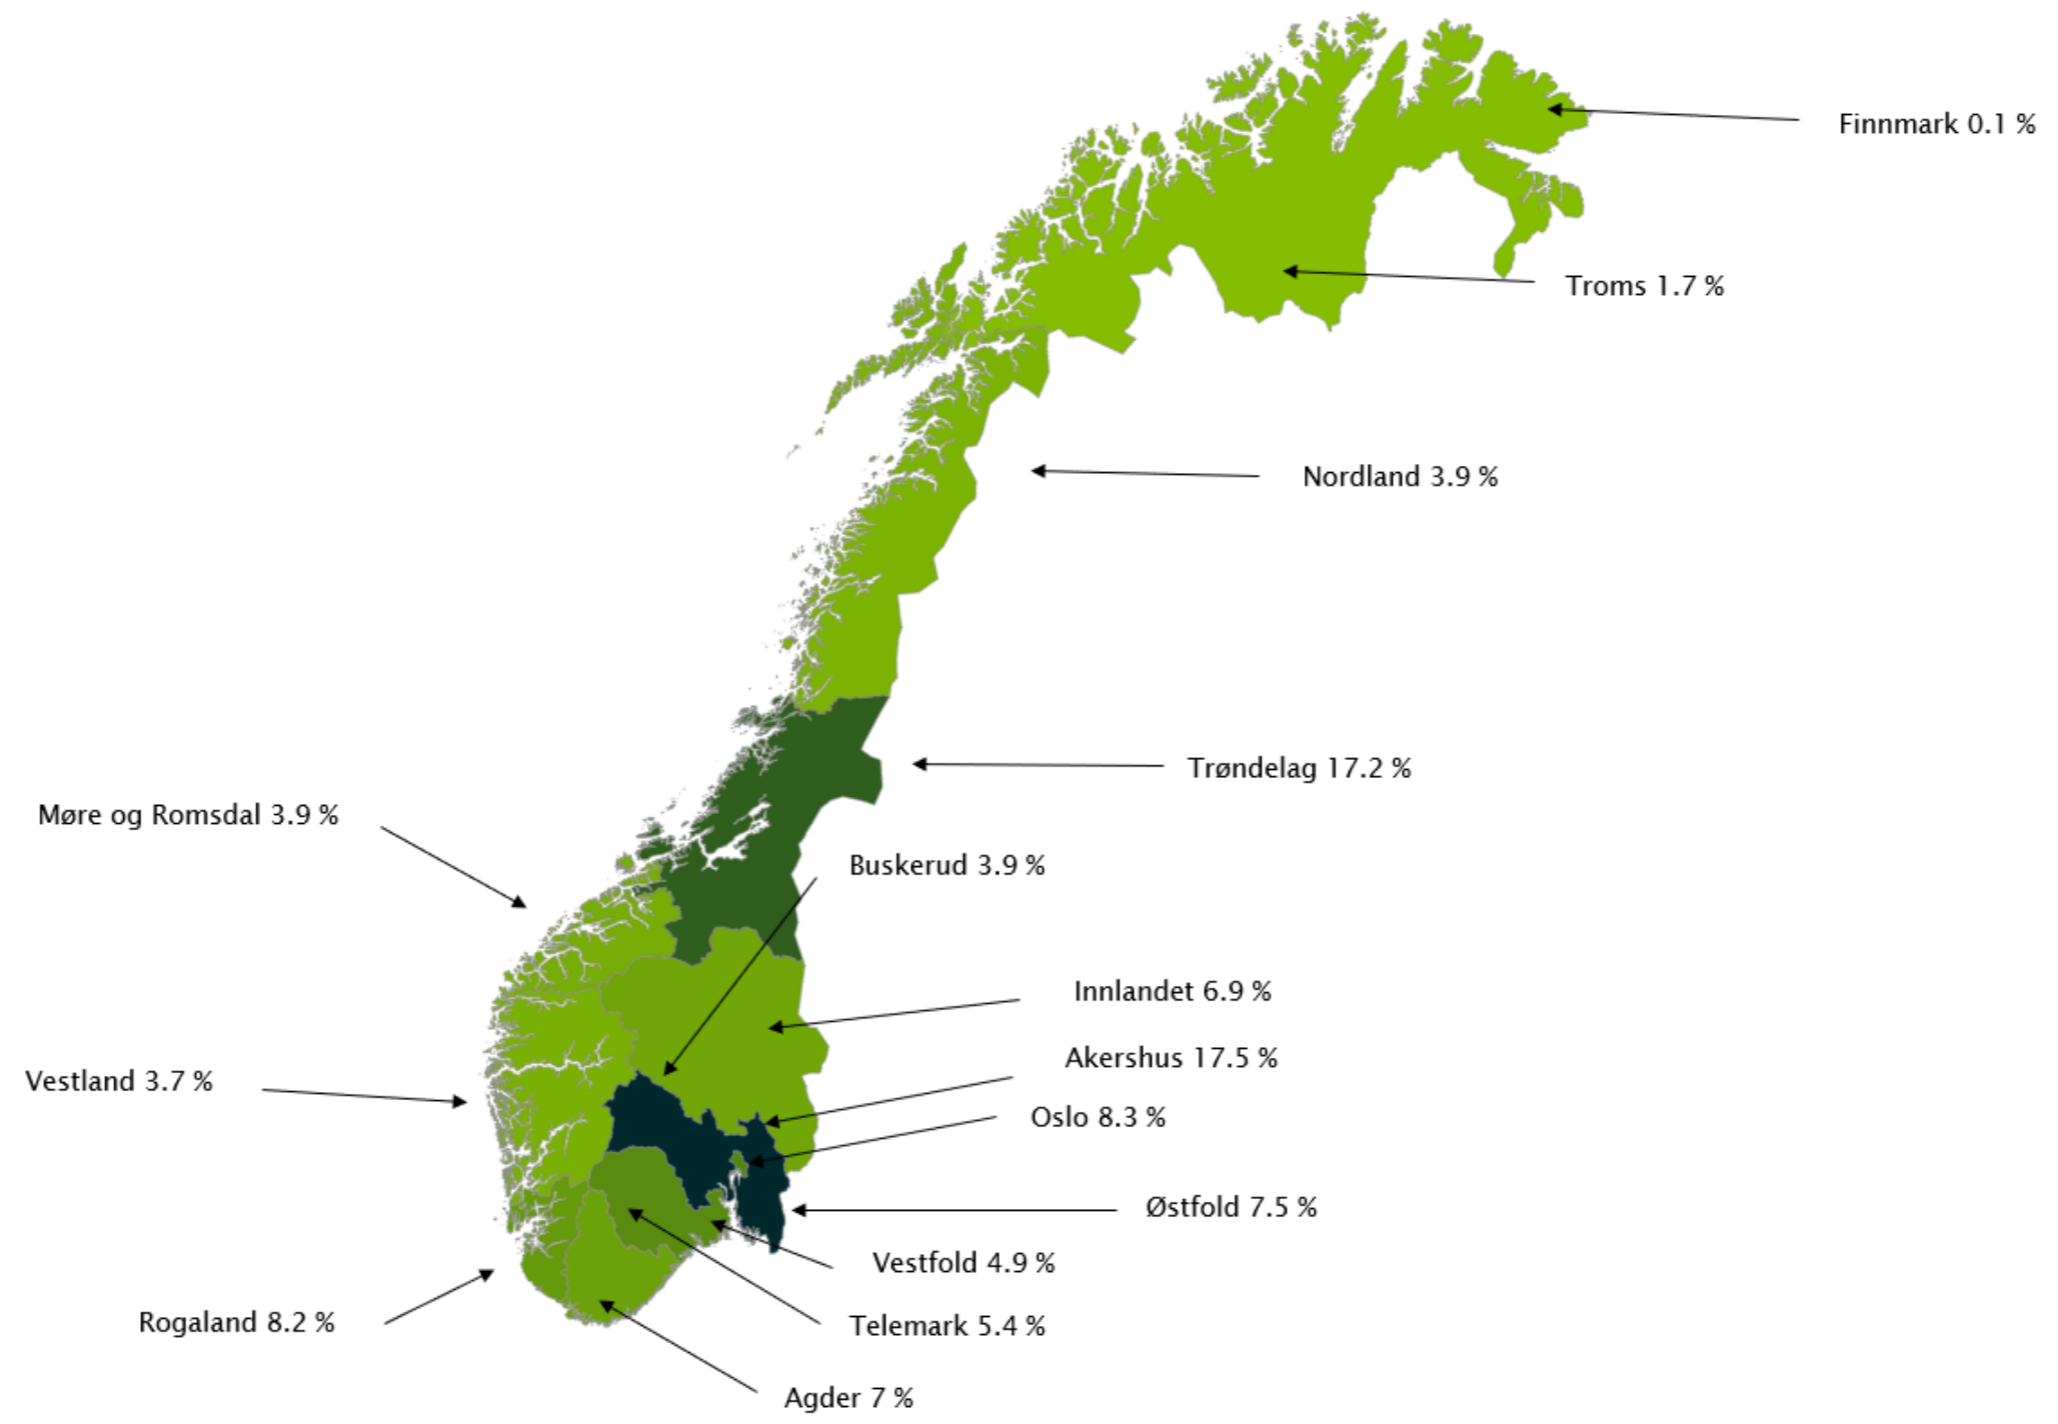 Finnmark 0.1 %
Troms 1.7 %
Nordland 3.9 %
Trøndelag 17.2 %
Møre og Romsdal 3.9 %
Buskerud 3.9 %
Innlandet 6.9 %
Akershus 17.5 %
Vestland 3.7 %
Oslo 8.3 %
Østfold 7.5 %
Vestfold 4.9 %
Rogaland 8.2 %
Telemark 5.4 %
Agder 7 %